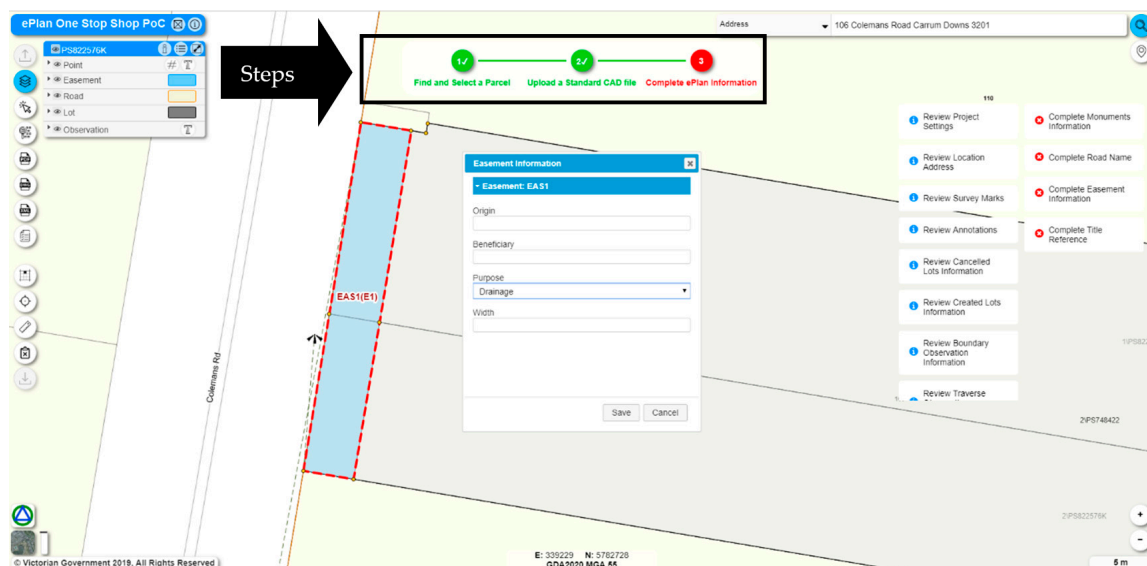 ePlan One Stop Shop PoC
Address
106 Colemans Road Carrum Downs 3201
PS822576K
Point # T
Easement
Road
Lot
Observation T
Steps
1✓
2✓
3
Find and Select a Parcel
Upload a Standard CAD file
Complete ePlan Information
110
Review Project
Settings
Review Location
Address
Review Survey Marks
Review Annotations
Review Cancelled
Lots Information
Review Created Lots
Information
Review Boundary
Observation
Information
Review Traverse
Complete Monuments
Information
Complete Road Name
Complete Easement
Information
Complete Title
Reference
Easement Information
Easement: EAS1
Origin
Beneficiary
Purpose
Drainage
Width
Save
Cancel
EAS1(E1)
Colemans Rd
1\PS822
2\PS748422
2\PS822576K
+
-
© Victorian Government 2019. All Rights Reserved
E: 339229 N: 5782728
GDA2020 MGA 55
5 m